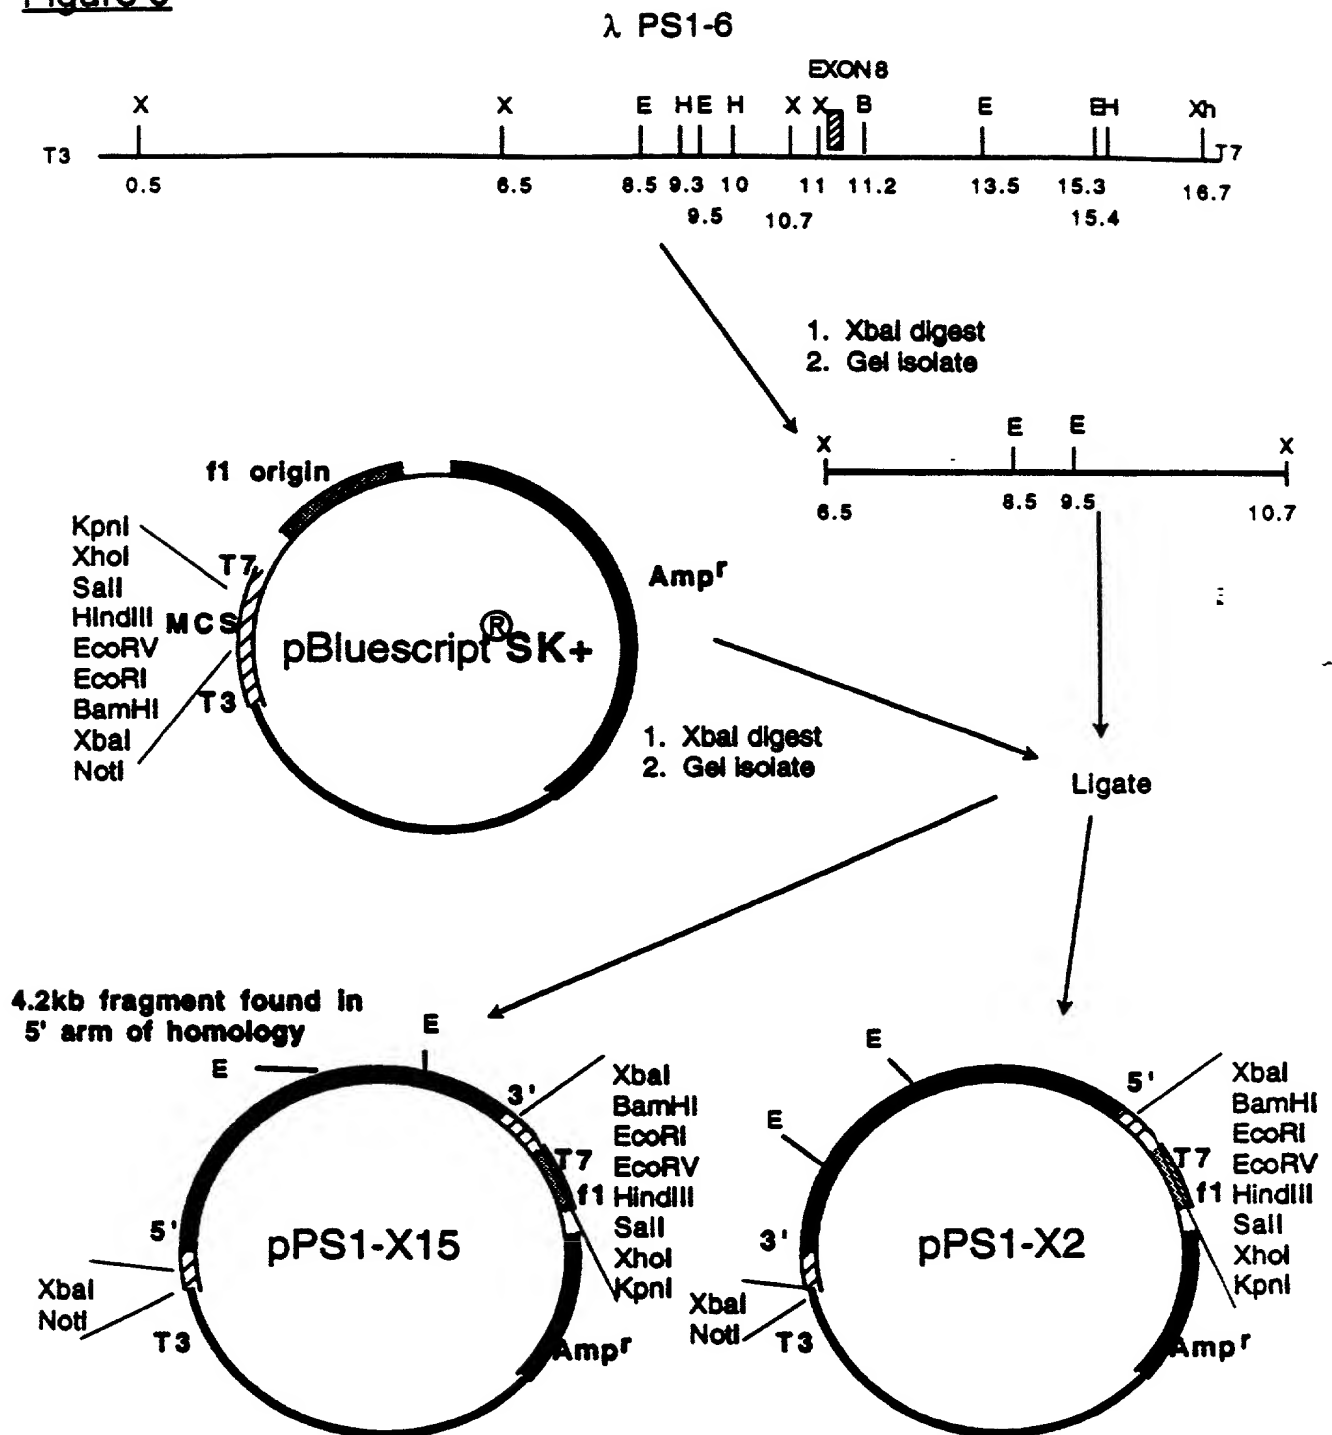 λ PS1-6
EXON 8
X X E H E H X X B E E H Xh
T3 T7
0.5 6.5 8.5 9.3 10 11 11.2 13.5 15.3 16.7
9.5 10.7 15.4
1. XbaI digest
2. Gel isolate
X E E X
6.5 8.5 9.5 10.7
f1 origin
KpnI
XhoI
SalI
HindIII
EcoRV
EcoRI
BamHI
XbaI
NotI
T7
MCS
T3
pBluescript®SK+
Ampr
1. XbaI digest
2. Gel isolate
Ligate
4.2kb fragment found in
5' arm of homology
E
E
3'
XbaI
BamHI
EcoRI
EcoRV
HindIII
SalI
XhoI
KpnI
T7
f1
5'
pPS1-X15
XbaI
NotI
T3
Ampr
E
E
5'
XbaI
BamHI
EcoRI
EcoRV
HindIII
SalI
XhoI
KpnI
T7
f1
3'
pPS1-X2
XbaI
NotI
T3
Ampr